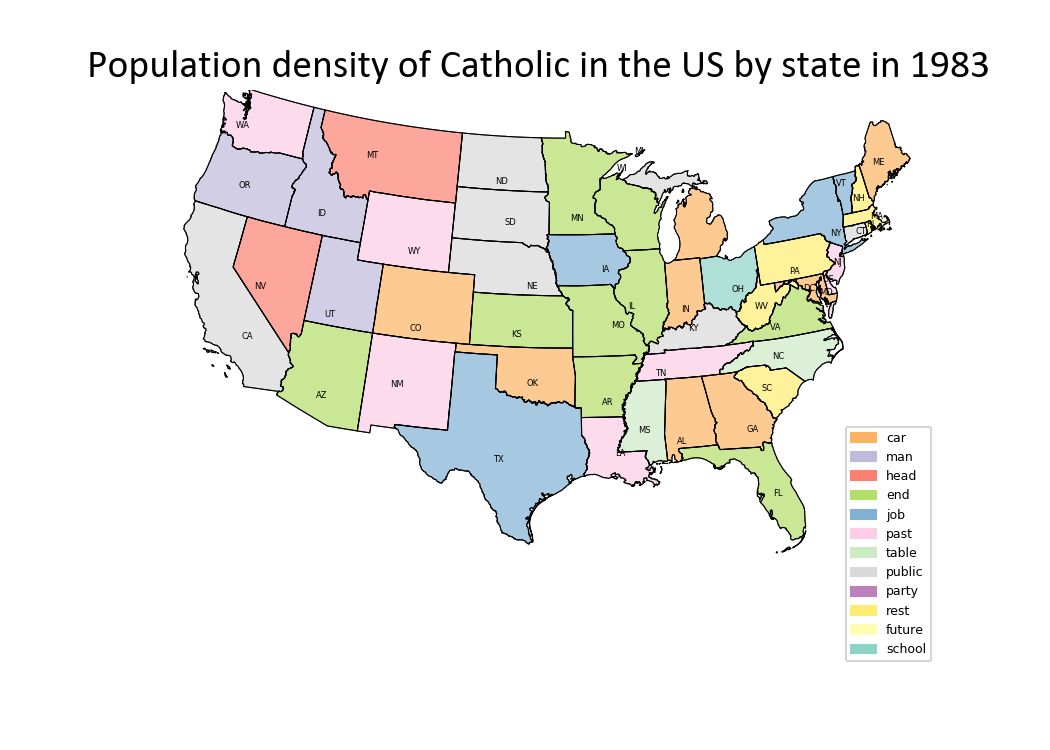 Population density of Catholic in the US by state in 1983
WA
MT
ND
MN
WI
MI
ME
VT
NH
MA
OR
ID
SD
NY
CT
WY
MI
IA
NE
PA
NJ
NV
UT
CO
KS
MO
IL
IN
OH
WV
VA
DC
CA
KY
NC
AZ
NM
OK
AR
TN
SC
MS
AL
GA
TX
LA
FL
car
man
head
end
job
past
table
public
party
rest
future
school